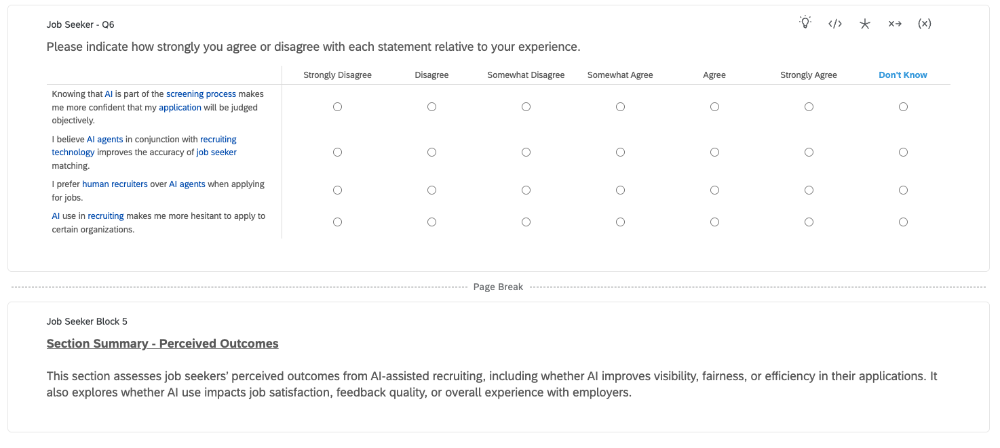 Job Seeker - Q6
Please indicate how strongly you agree or disagree with each statement relative to your experience.
Strongly Disagree Disagree Somewhat Disagree Somewhat Agree Agree Strongly Agree Don't Know
Knowing that AI is part of the screening process makes
me more confident that my application will be judged
objectively.
I believe AI agents in conjunction with recruiting
technology improves the accuracy of job seeker
matching.
I prefer human recruiters over AI agents when applying
for jobs.
AI use in recruiting makes me more hesitant to apply to
certain organizations.
Page Break
Job Seeker Block 5
Section Summary - Perceived Outcomes
This section assesses job seekers’ perceived outcomes from AI-assisted recruiting, including whether AI improves visibility, fairness, or efficiency in their applications. It
also explores whether AI use impacts job satisfaction, feedback quality, or overall experience with employers.